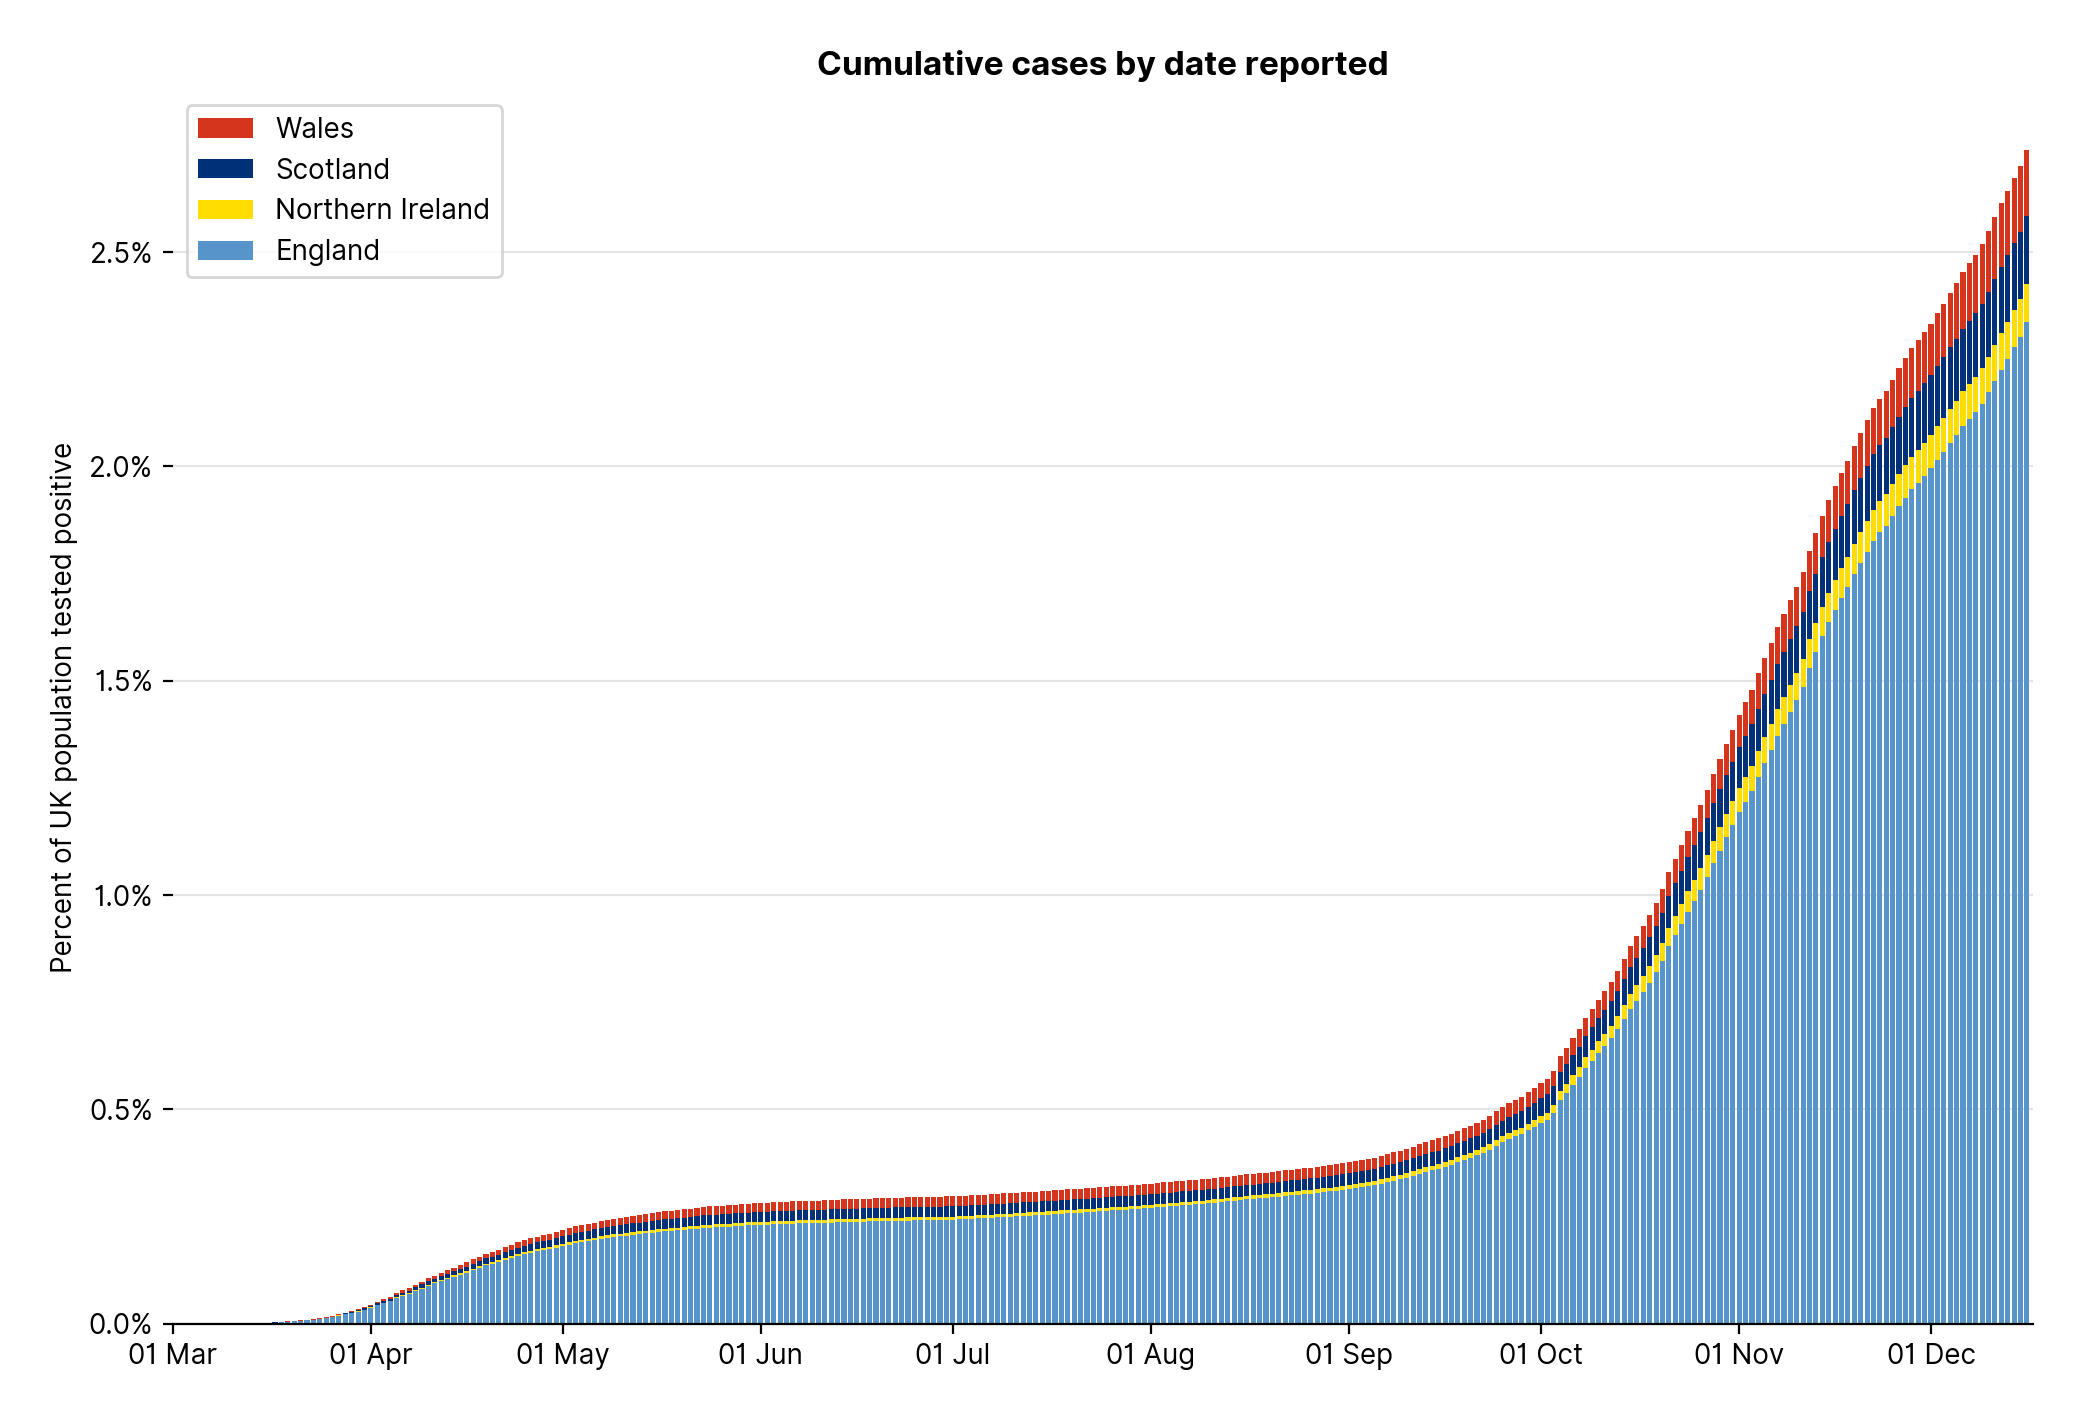 Cumulative cases by date reported
Wales
Scotland
Northern Ireland
England
Percent of UK population tested positive
2.5%
2.0%
1.5%
1.0%
0.5%
0.0%
01 Mar 01 Apr 01 May 01 Jun 01 Jul 01 Aug 01 Sep 01 Oct 01 Nov 01 Dec